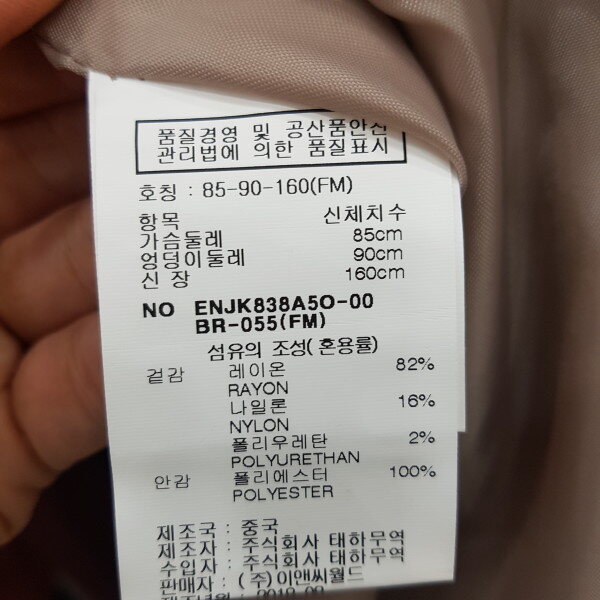 품질경영 및 공산품안전
관리법에 의한 품질표시
호칭 : 85-90-160(FM)
항목 신체치수
가슴둘레 85cm
엉덩이둘레 90cm
신 장 160cm
NO ENJK838A5O-00
BR-055(FM)
섬유의 조성( 혼용률)
겉감 레이온 82%
RAYON
나일론 16%
NYLON
폴리우레탄 2%
POLYURETHAN
안감 폴리에스터 100%
POLYESTER
제조국 : 중국
제조자 : 주식회사 태하무역
수입자 : 주식회사 태하무역
판매자 : (주)이앤씨월드